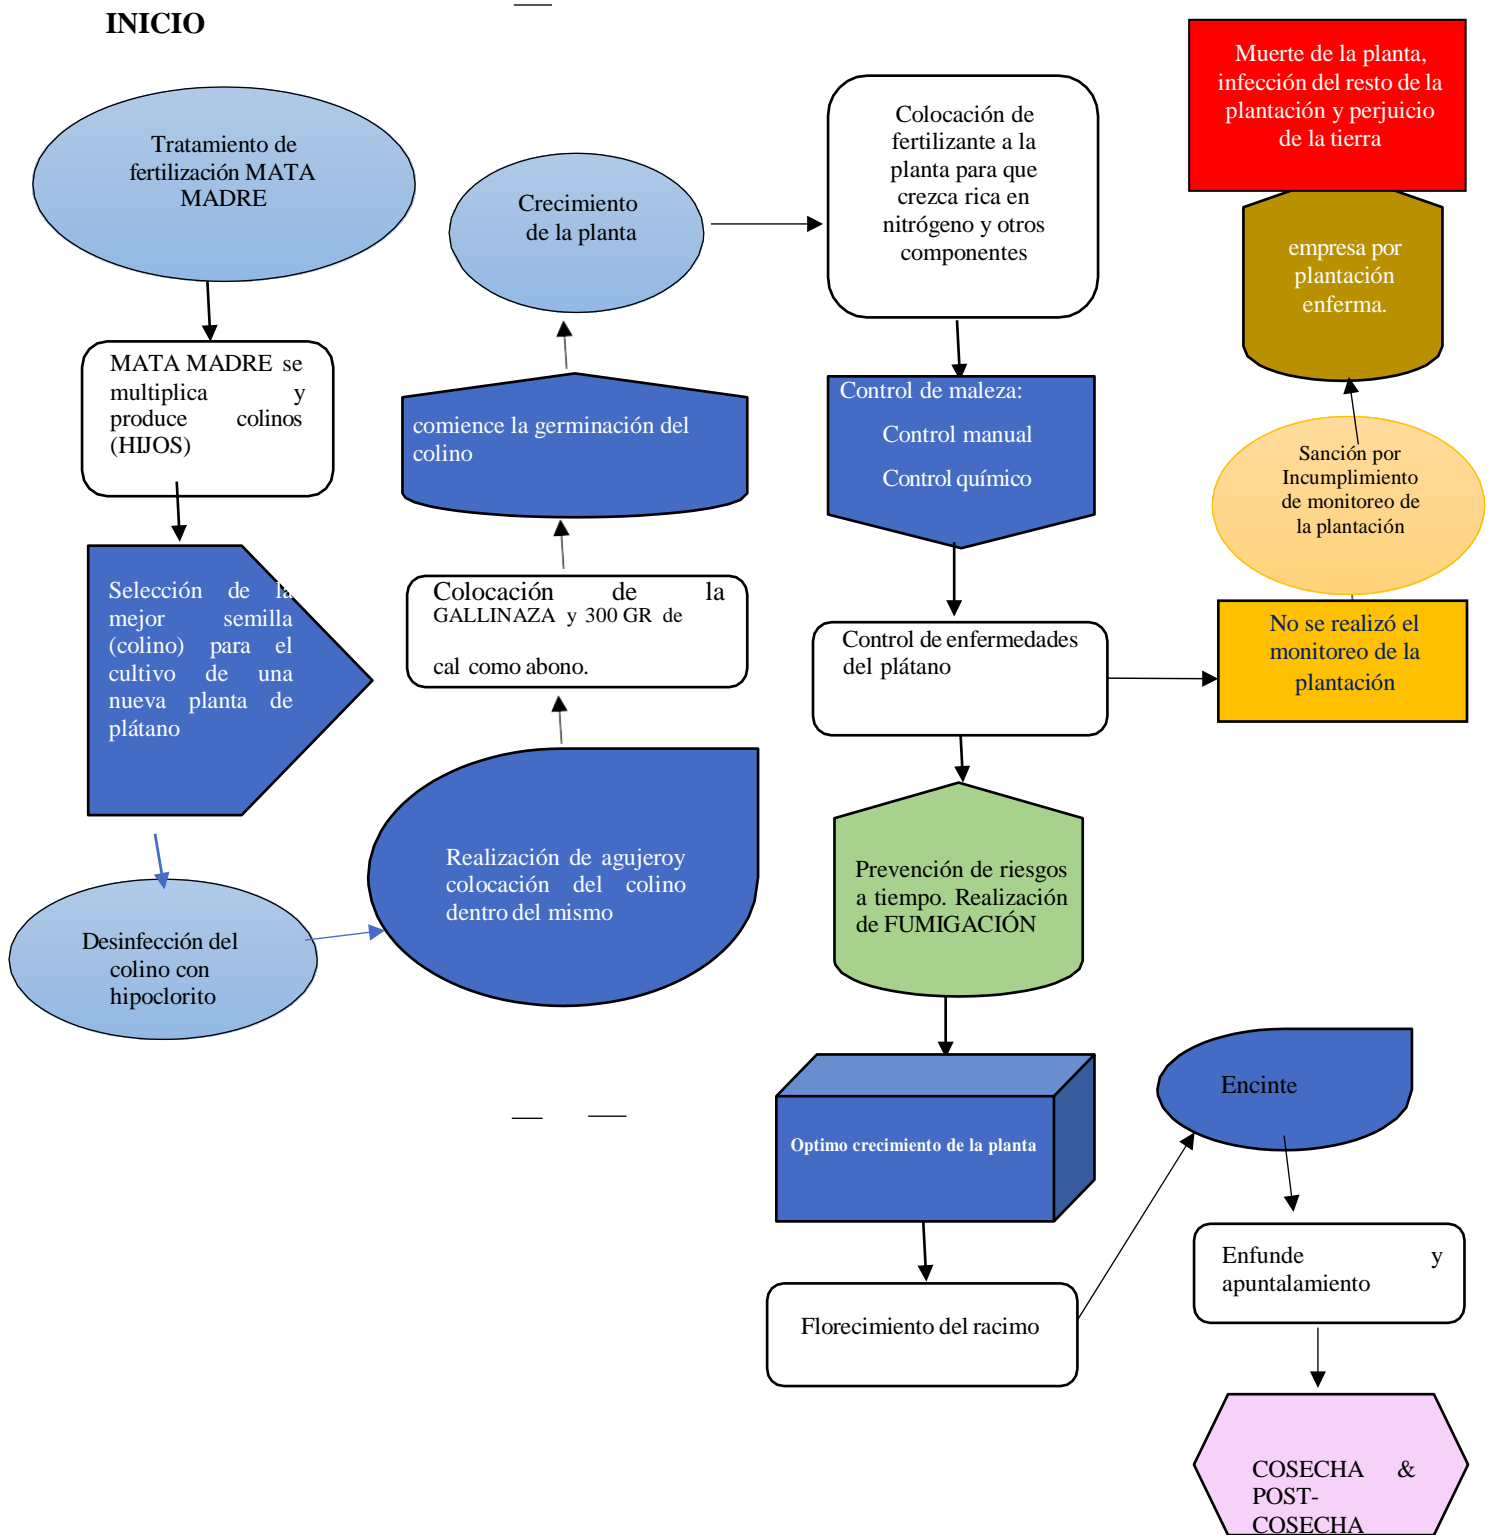 INICIO
Tratamiento de
fertilización MATA
MADRE
MATA MADRE se
multiplica y
produce colinos
(HIJOS)
Selección de la
mejor semilla
(colino) para el
cultivo de una
nueva planta de
plátano
Desinfección del
colino con
hipoclorito
Realización de agujeroy
colocación del colino
dentro del mismo
Colocación de la
GALLINAZA y 300 GR de
cal como abono.
comience la germinación del
colino
Crecimiento
de la planta
Colocación de
fertilizante a la
planta para que
crezca rica en
nitrógeno y otros
componentes
Control de maleza:
Control manual
Control químico
Control de enfermedades
del plátano
No se realizó el
monitoreo de la
plantación
Sanción por
Incumplimiento
de monitoreo de
la plantación
empresa por
plantación
enferma.
Muerte de la planta,
infección del resto de la
plantación y perjuicio
de la tierra
Prevención de riesgos
a tiempo. Realización
de FUMIGACIÓN
Optimo crecimiento de la planta
Florecimiento del racimo
Encinte
Enfunde y
apuntalamiento
COSECHA &
POST-
COSECHA